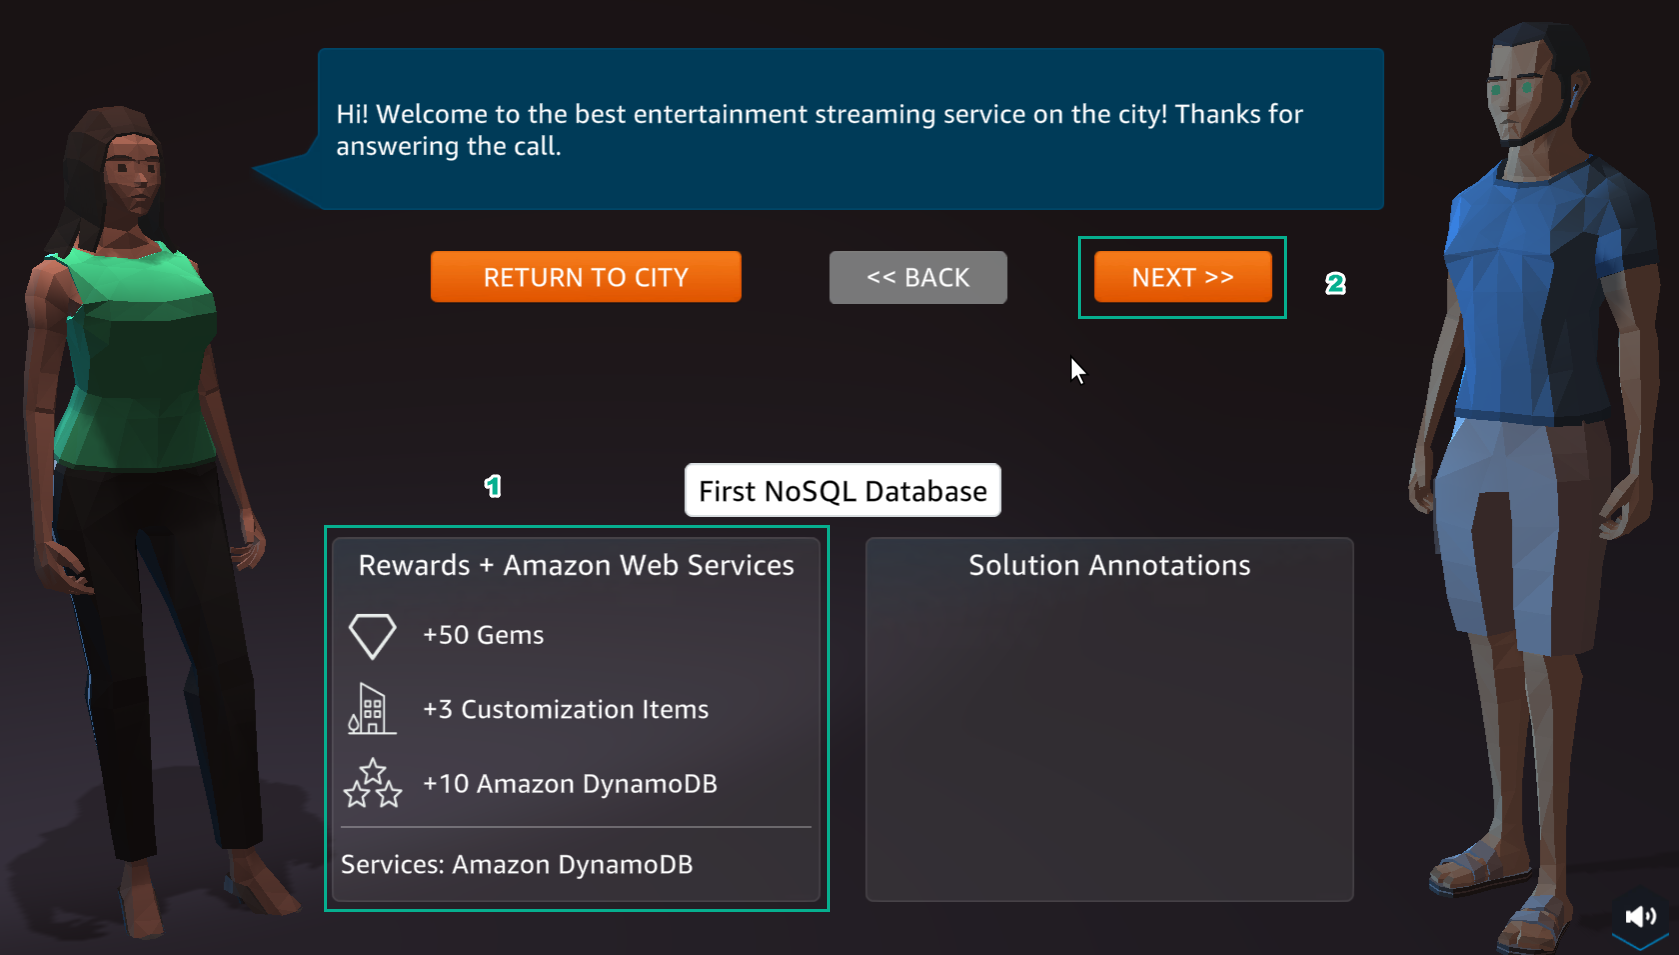 Hi! Welcome to the best entertainment streaming service on the city! Thanks for
answering the call.
RETURN TO CITY
<< BACK
NEXT >>
2
1
First NoSQL Database
Rewards + Amazon Web Services
+50 Gems
+3 Customization Items
+10 Amazon DynamoDB
Services: Amazon DynamoDB
Solution Annotations